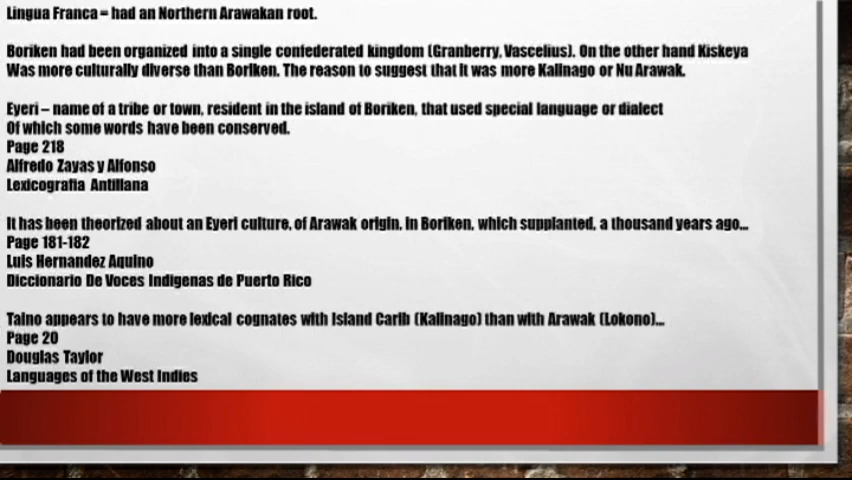 Lingua Franca = had an Northern Arawakan root.
Boriken had been organized into a single confederated kingdom (Granberry, Vascelius). On the other hand Kiskeya
Was more culturally diverse than Boriken. The reason to suggest that it was more Kalinago or Nu Arawak.
Eyeri – name of a tribe or town, resident in the island of Boriken, that used special language or dialect
Of which some words have been conserved.
Page 218
Alfredo Zayas y Alfonso
Lexicografia Antillana
It has been theorized about an Eyeri culture, of Arawak origin, in Boriken, which supplanted, a thousand years ago...
Page 181-182
Luis Hernandez Aquino
Diccionario De Voces Indigenas de Puerto Rico
Taino appears to have more lexical cognates with Island Carib (Kalinago) than with Arawak (Lokono)...
Page 20
Douglas Taylor
Languages of the West Indies